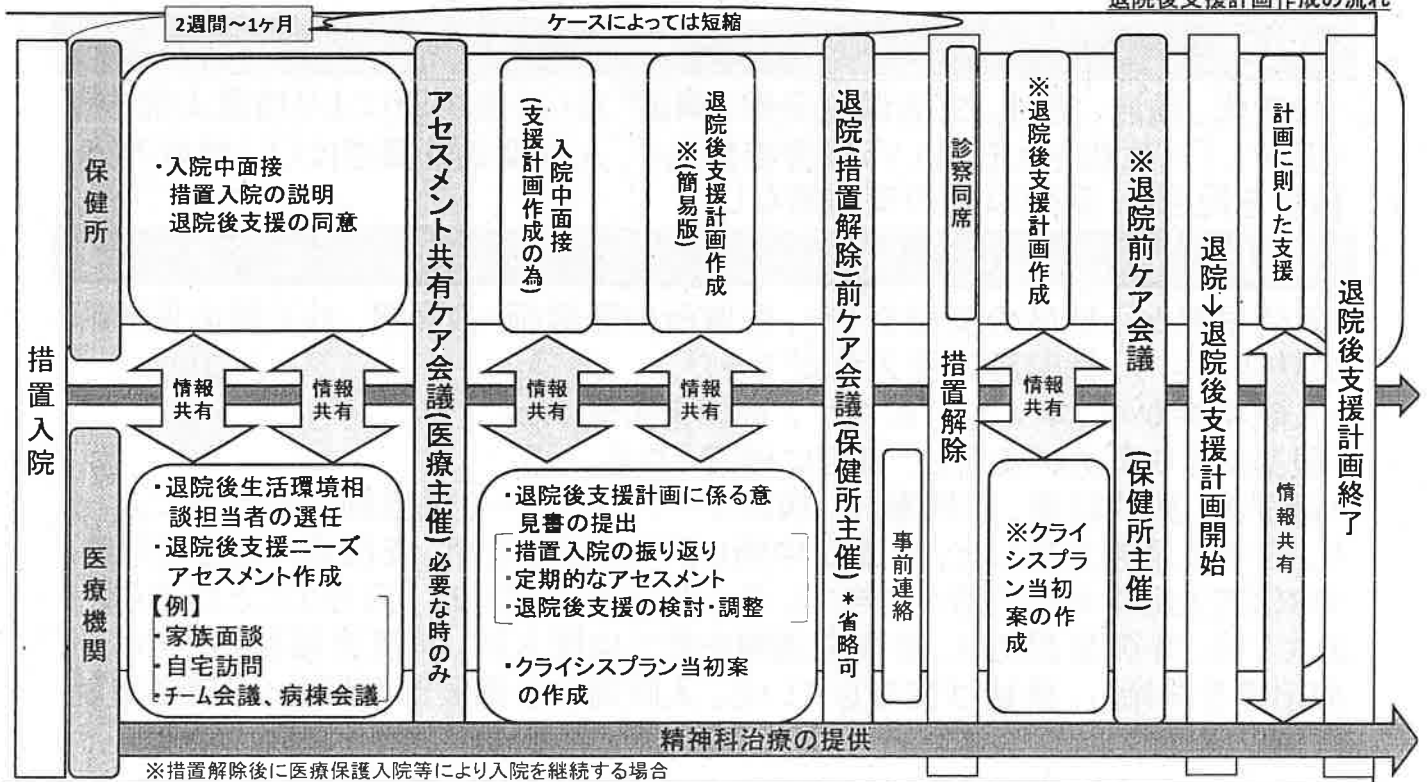 退院後支援計画作成の流れ
2週間～1ヶ月
ケースによっては短縮
措置入院
保健所
・入院中面接
措置入院の説明
退院後支援の同意
アセスメント共有ケア会議(医療主催)必要な時のみ
入院中面接
(支援計画作成の為)
退院後支援計画作成
※(簡易版)
退院(措置解除)前ケア会議(保健所主催)*省略可
診察同席
措置解除
※退院後支援計画作成
※退院前ケア会議 (保健所主催)
退院→退院後支援計画開始
計画に則した支援
退院後支援計画終了
情報
共有
情報
共有
情報
共有
情報
共有
情報
共有
情報共有
医療機関
・退院後生活環境相
談担当者の選任
・退院後支援ニーズ
アセスメント作成
【例】
・家族面談
・自宅訪問
・チーム会議、病棟会議
・退院後支援計画に係る意
見書の提出
・措置入院の振り返り
・定期的なアセスメント
・退院後支援の検討・調整
・クライシスプラン当初案
の作成
事前連絡
※クライ
シスプラ
ン当初
案の作
成
精神科治療の提供
※措置解除後に医療保護入院等により入院を継続する場合